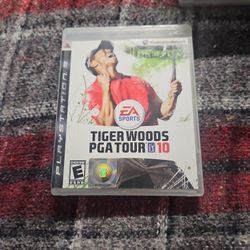 PLAYSTATION 3
EA
SPORTS
TIGER WOODS
PGA TOUR 10
E